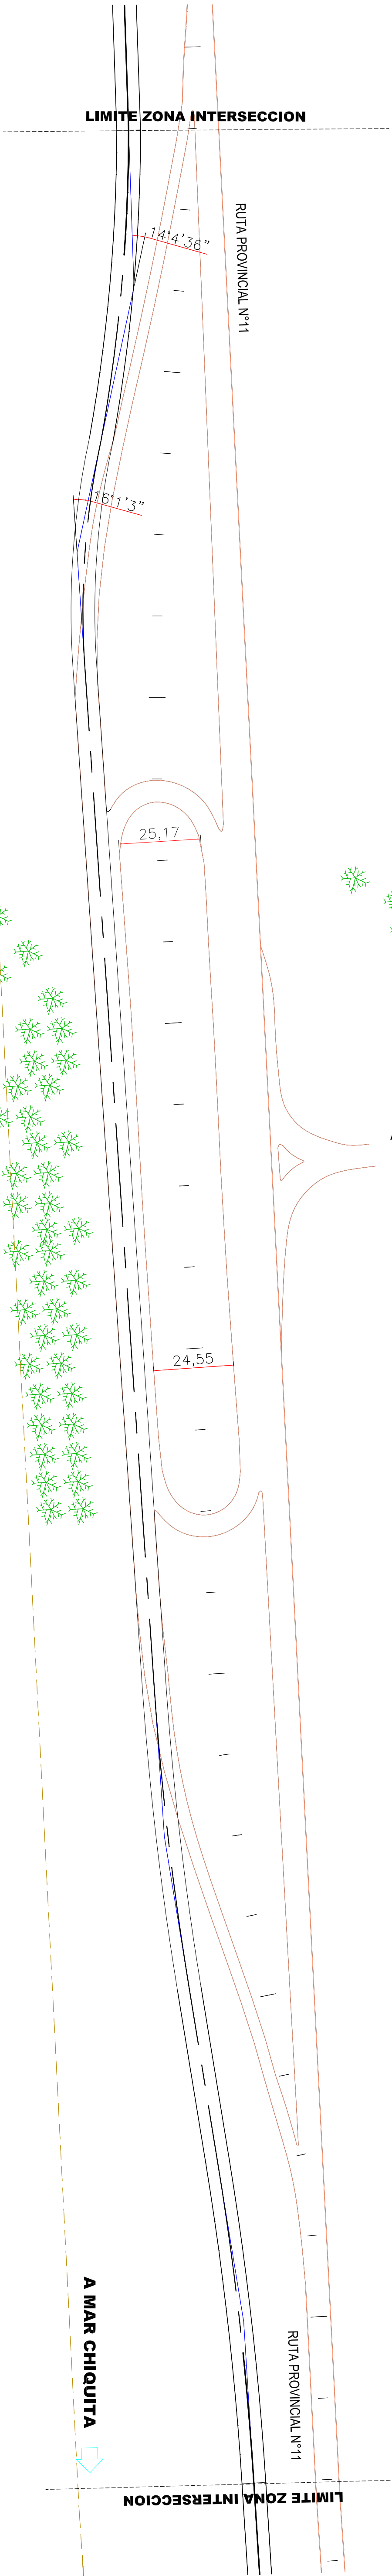 LIMITE ZONA INTERSECCION
RUTA PROVINCIAL N°11
14°4'36"
16°1'3"
25,17
24,55
A MAR CHIQUITA
RUTA PROVINCIAL N°11
LIMITE ZONA INTERSECCION